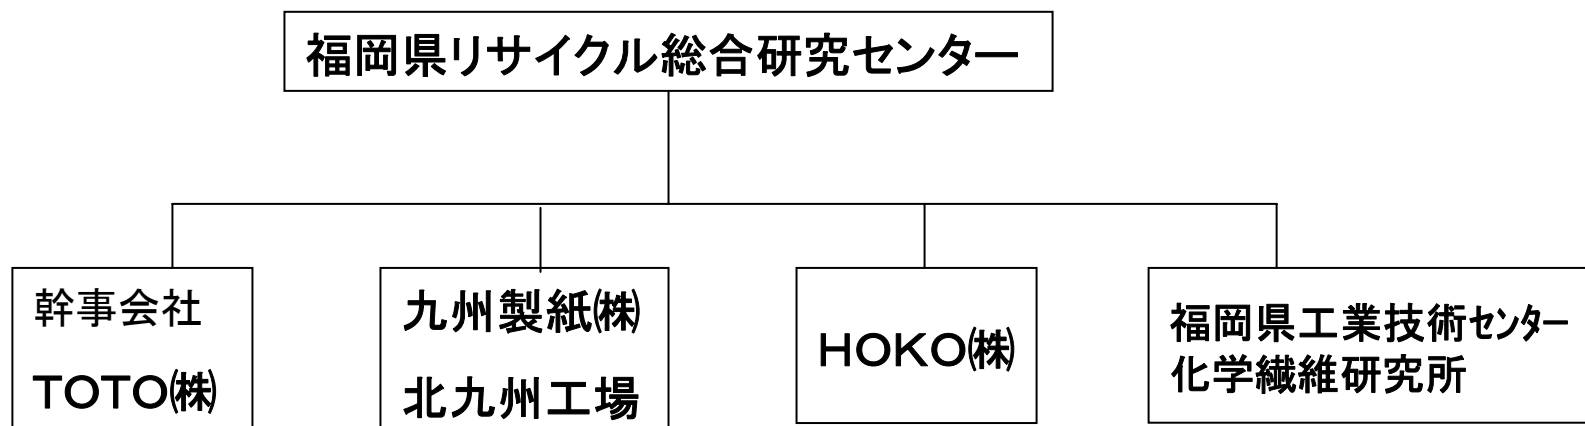 福岡県リサイクル総合研究センター
幹事会社
TOTO㈱
九州製紙㈱
北九州工場
HOKO㈱
福岡県工業技術センター
化学繊維研究所